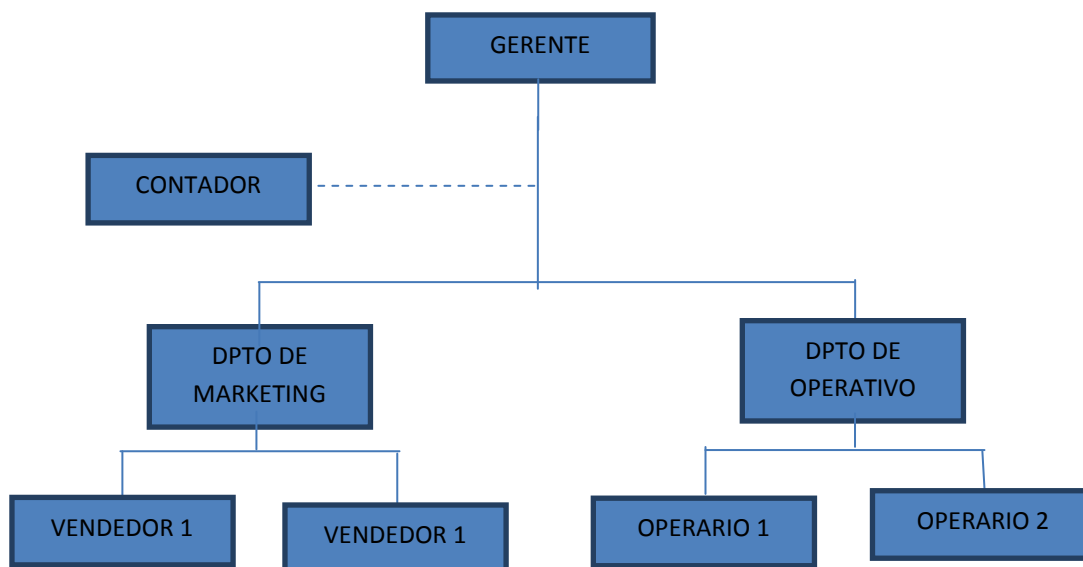 GERENTE
CONTADOR
DPTO DE
MARKETING
DPTO DE
OPERATIVO
VENDEDOR 1
VENDEDOR 1
OPERARIO 1
OPERARIO 2